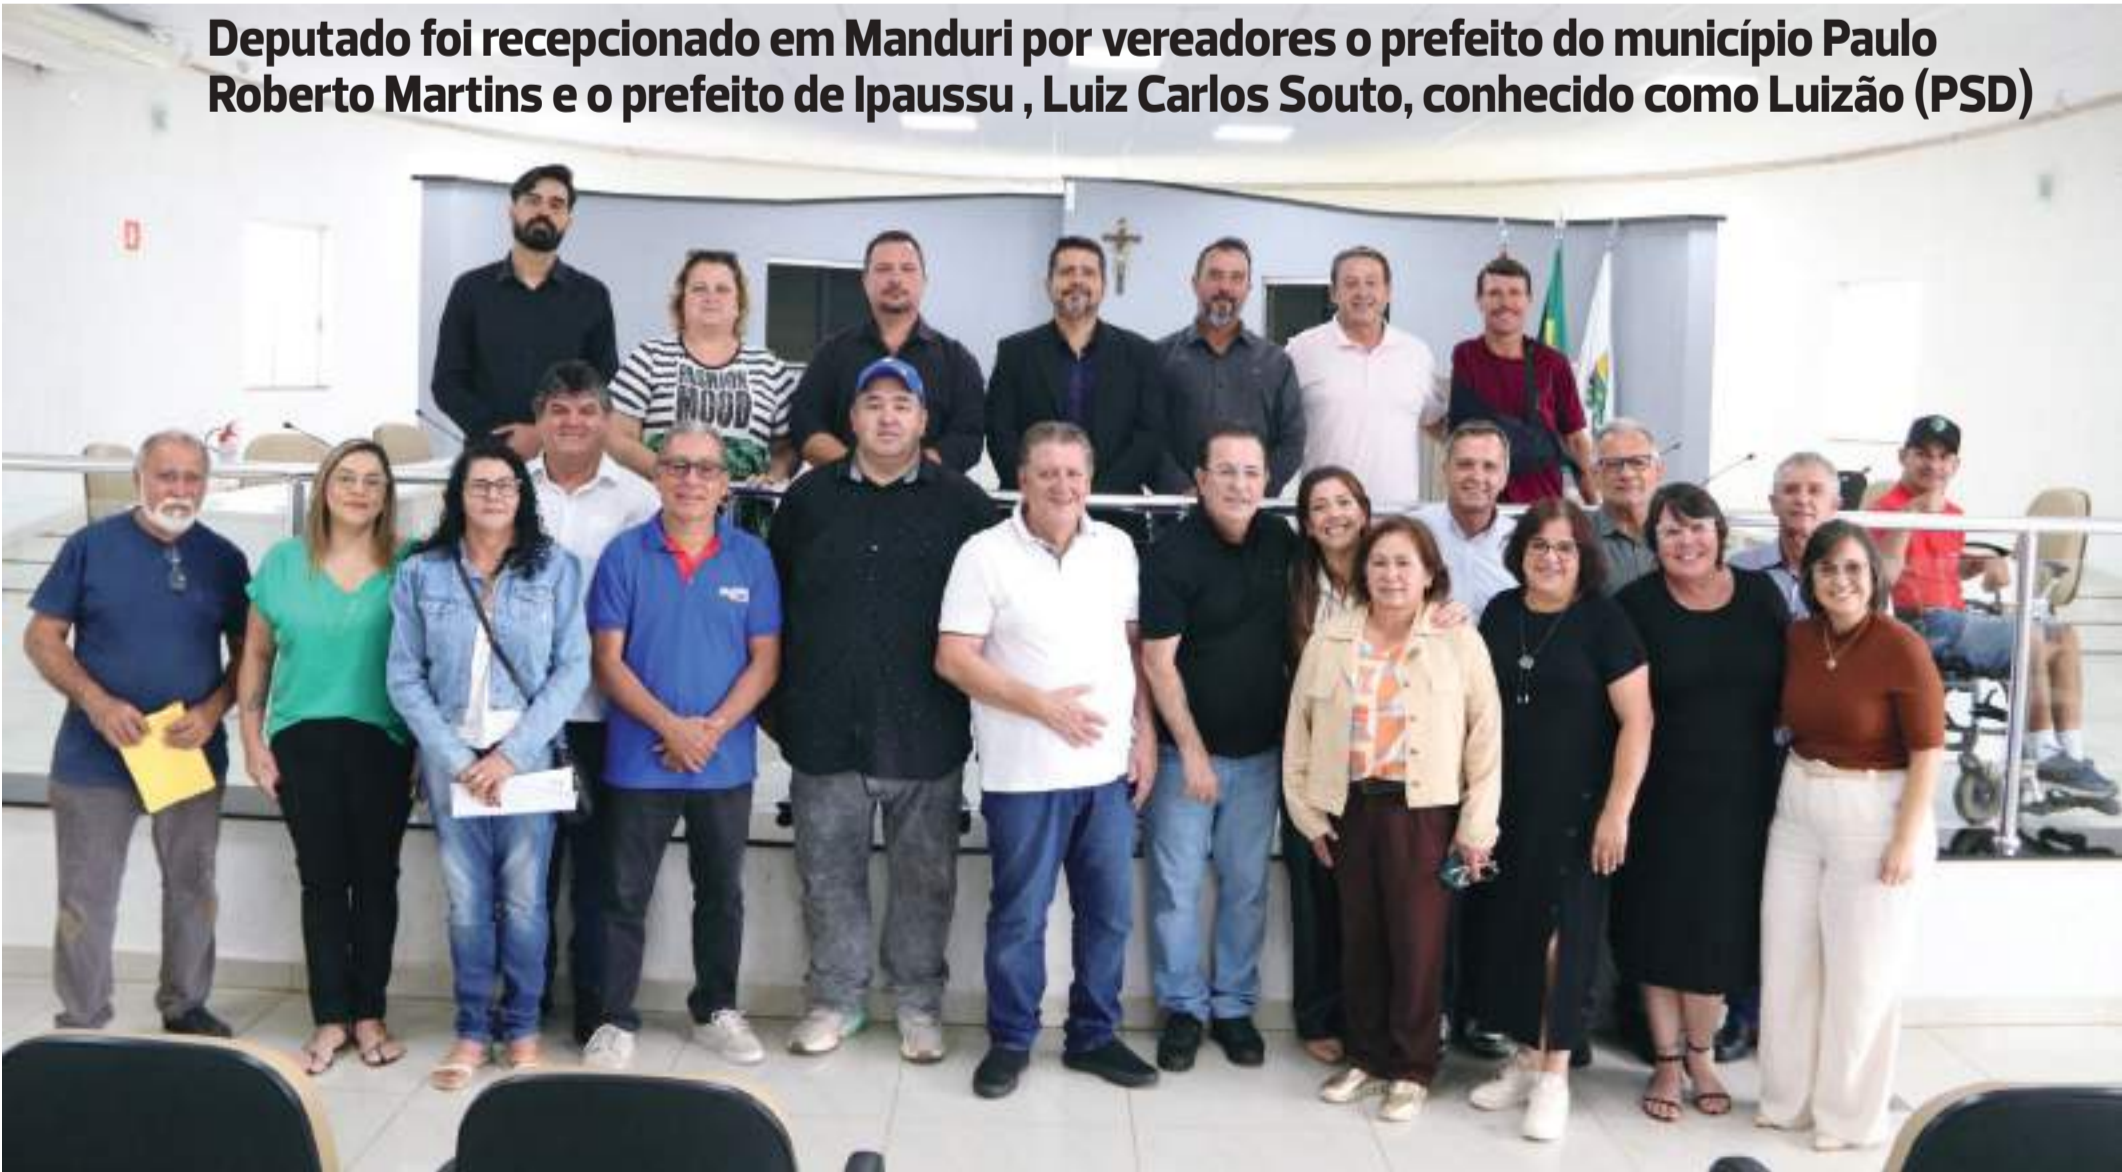 Deputado foi recepcionado em Manduri por vereadores o prefeito do município Paulo
Roberto Martins e o prefeito de Ipaussu , Luiz Carlos Souto, conhecido como Luizão (PSD)
FASHION
MOOD